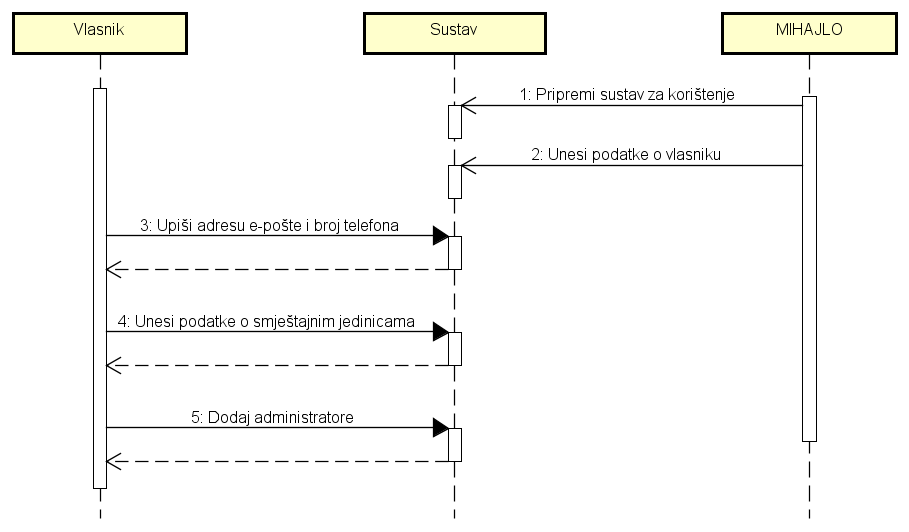 Vlasnik
Sustav
MIHAJLO
1: Pripremi sustav za korištenje
2: Unesi podatke o vlasniku
3: Upiši adresu e-pošte i broj telefona
4: Unesi podatke o smještajnim jedinicama
5: Dodaj administratore